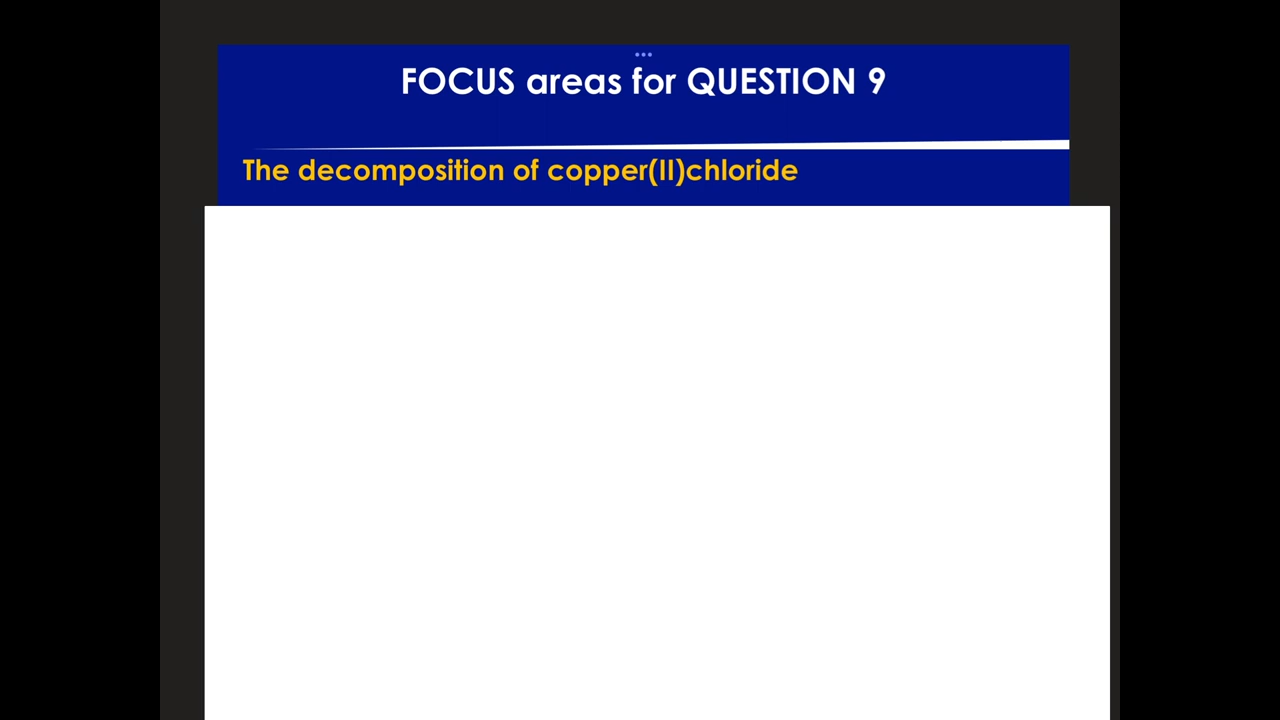 FOCUS areas for QUESTION 9
The decomposition of copper(II)chloride